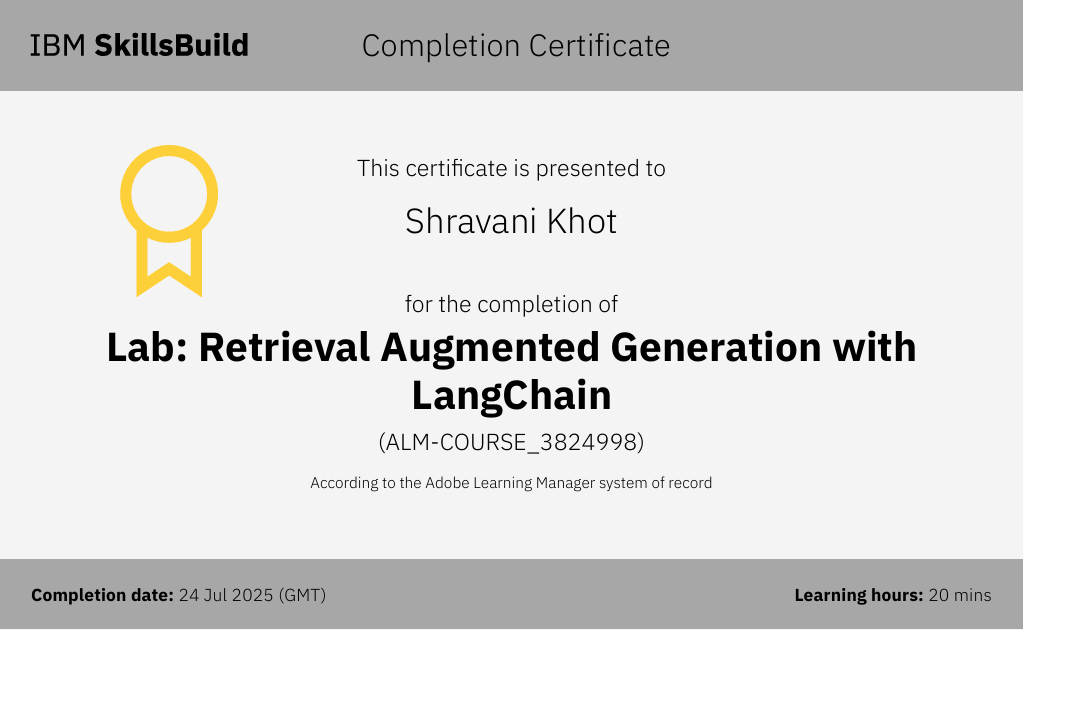 IBM SkillsBuild
Completion Certificate
This certificate is presented to
Shravani Khot
for the completion of
Lab: Retrieval Augmented Generation with
LangChain
(ALM-COURSE_3824998)
According to the Adobe Learning Manager system of record
Completion date: 24 Jul 2025 (GMT)
Learning hours: 20 mins